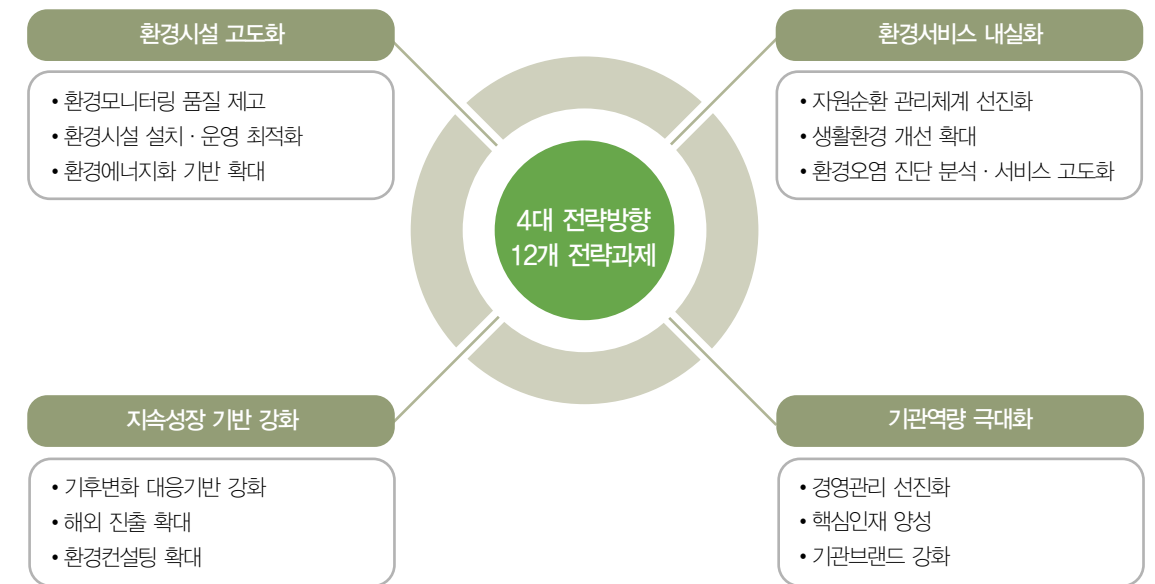 환경시설 고도화
• 환경모니터링 품질 제고
• 환경시설 설치 · 운영 최적화
• 환경에너지화 기반 확대
환경서비스 내실화
• 자원순환 관리체계 선진화
• 생활환경 개선 확대
• 환경오염 진단 분석 · 서비스 고도화
4대 전략방향
12개 전략과제
지속성장 기반 강화
• 기후변화 대응기반 강화
• 해외 진출 확대
• 환경컨설팅 확대
기관역량 극대화
• 경영관리 선진화
• 핵심인재 양성
• 기관브랜드 강화